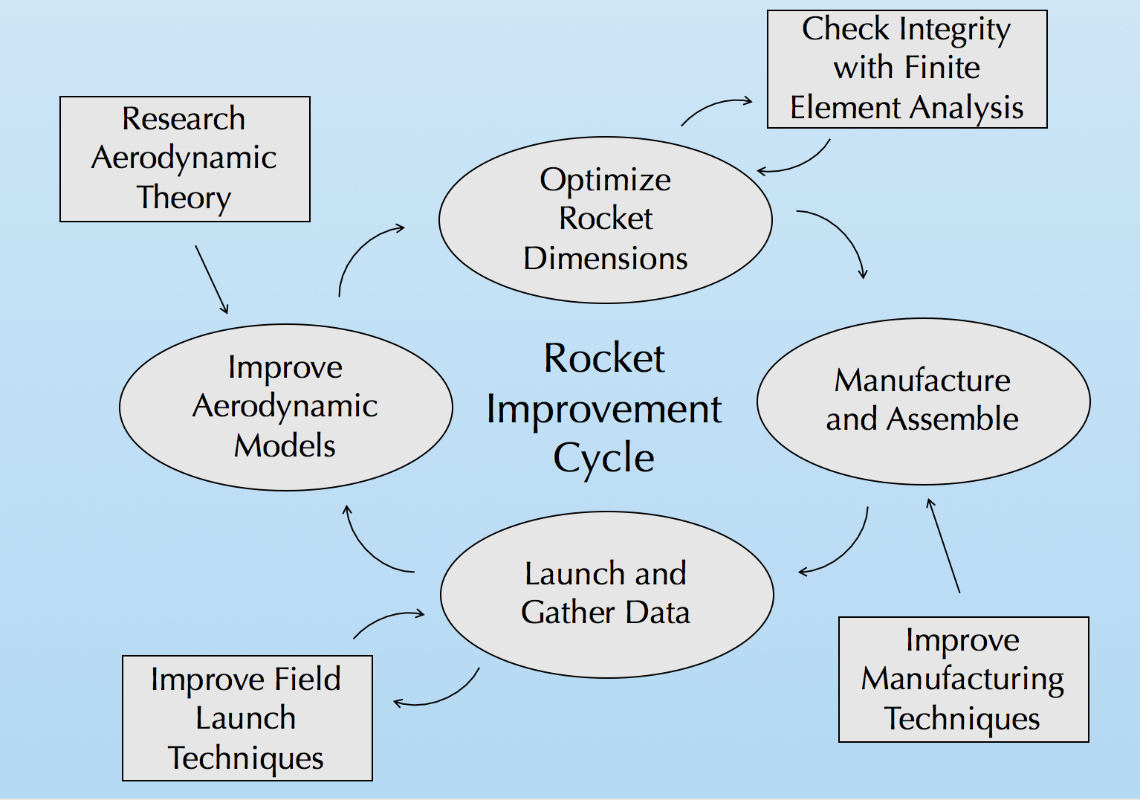 Check Integrity
with Finite
Element Analysis
Research
Aerodynamic
Theory
Optimize
Rocket
Dimensions
Rocket
Improvement
Cycle
Improve
Aerodynamic
Models
Manufacture
and Assemble
Launch and
Gather Data
Improve Field
Launch
Techniques
Improve
Manufacturing
Techniques